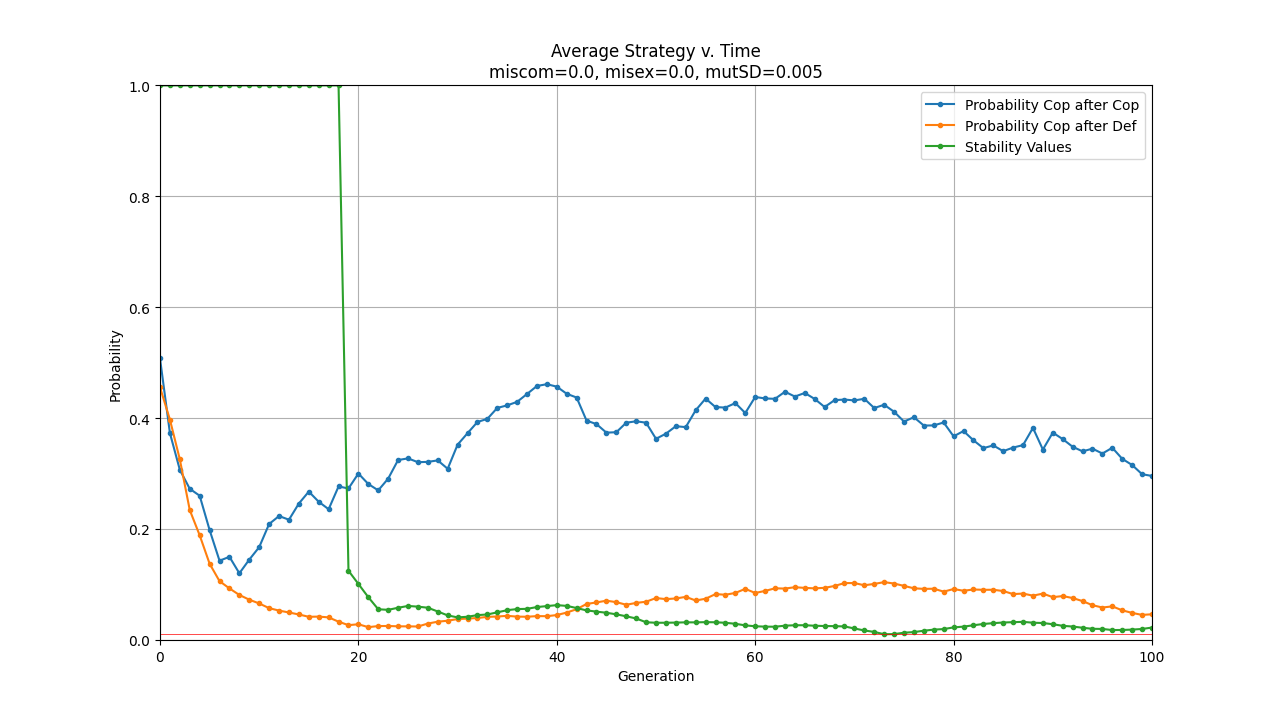 Average Strategy v. Time
miscom=0.0, misex=0.0, mutSD=0.005
Probability Cop after Cop
Probability Cop after Def
Stability Values
Probability
1.0
0.8
0.6
0.4
0.2
0.0
0 20 40 60 80 100
Generation